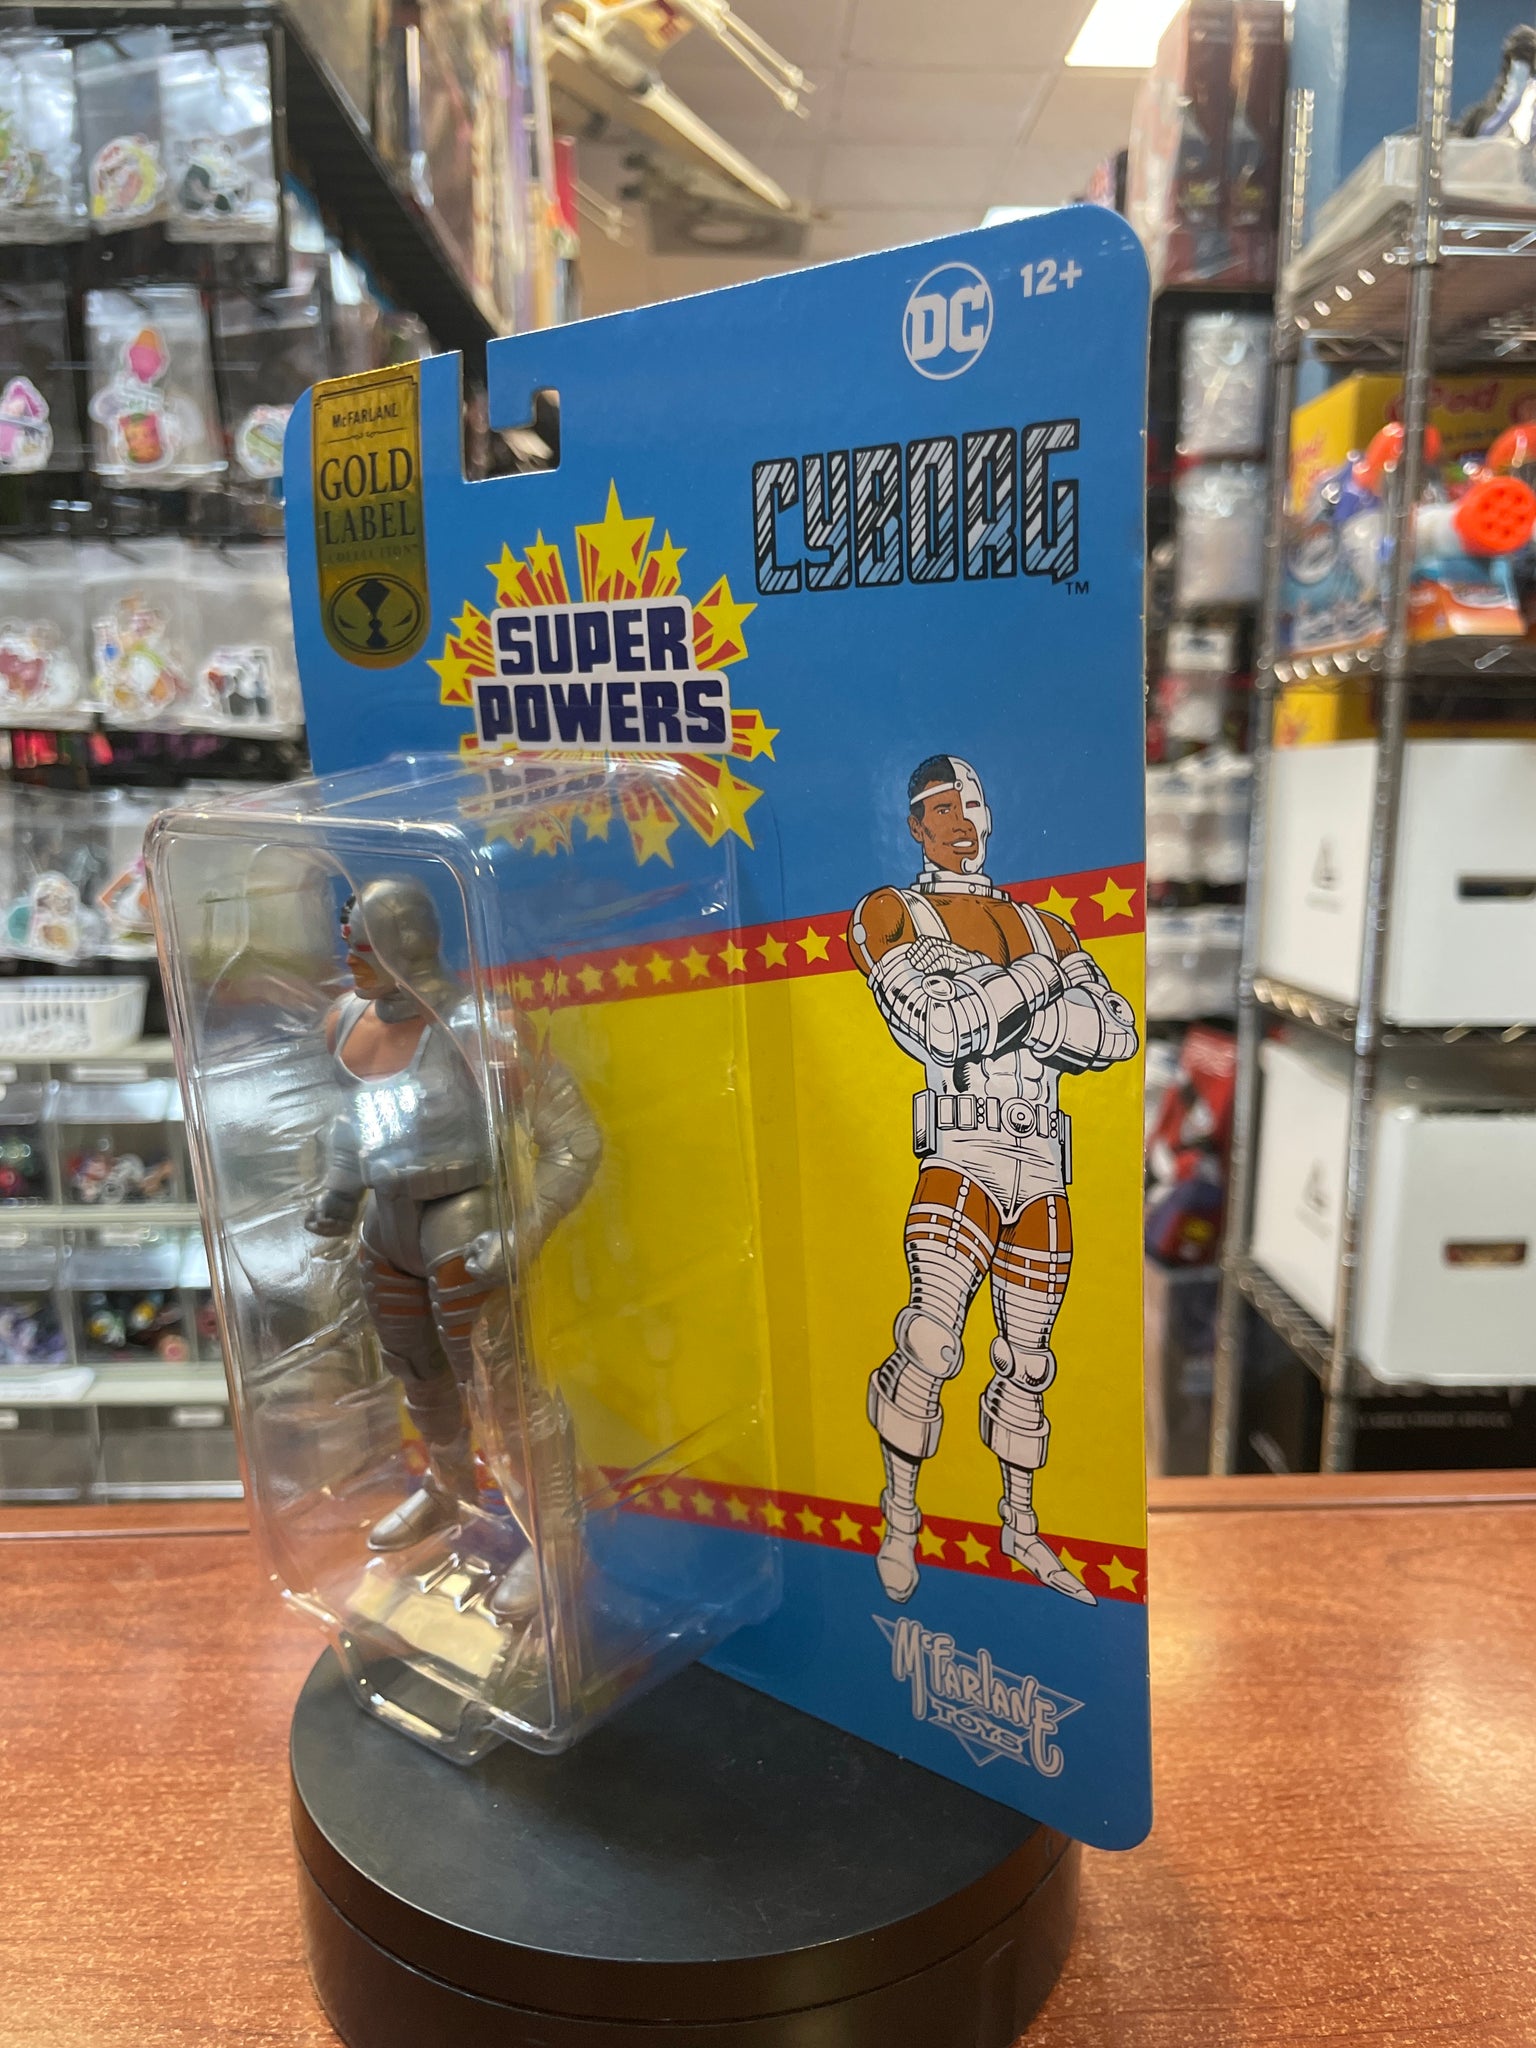 DC
12+
McFARLANE
GOLD
LABEL
COLLECTION
CYBORG
TM
SUPER
POWERS
McFARLANE
TOYS